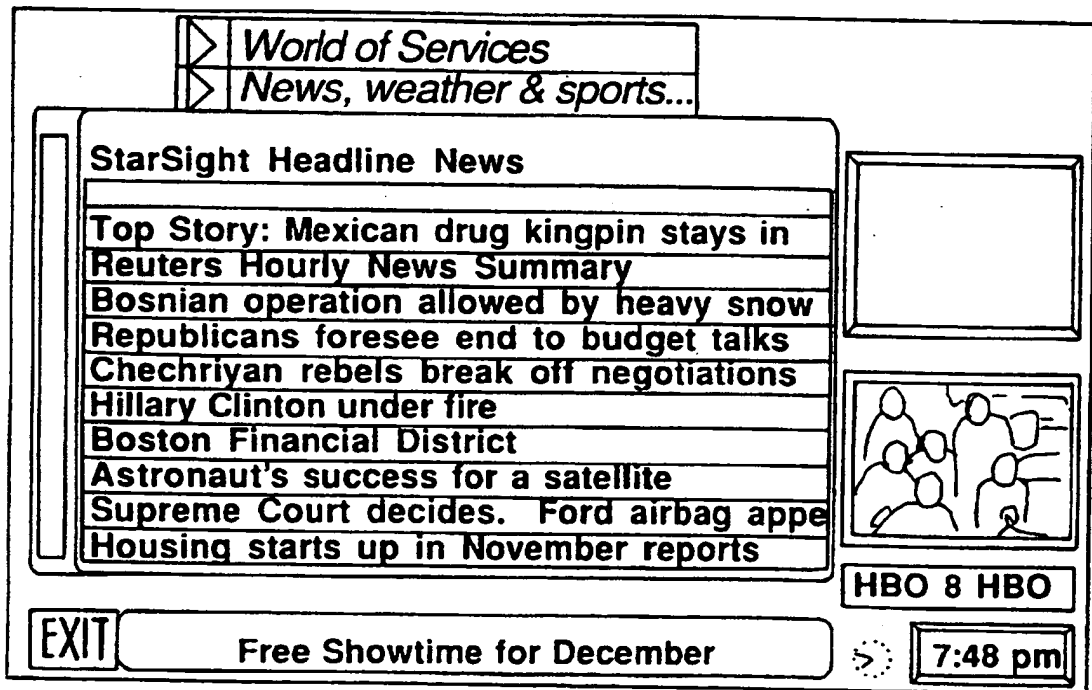 World of Services
News, weather & sports...
StarSight Headline News
Top Story: Mexican drug kingpin stays in
Reuters Hourly News Summary
Bosnian operation allowed by heavy snow
Republicans foresee end to budget talks
Chechriyan rebels break off negotiations
Hillary Clinton under fire
Boston Financial District
Astronaut's success for a satellite
Supreme Court decides. Ford airbag appe
Housing starts up in November reports
HBO 8 HBO
EXIT
Free Showtime for December
7:48 pm